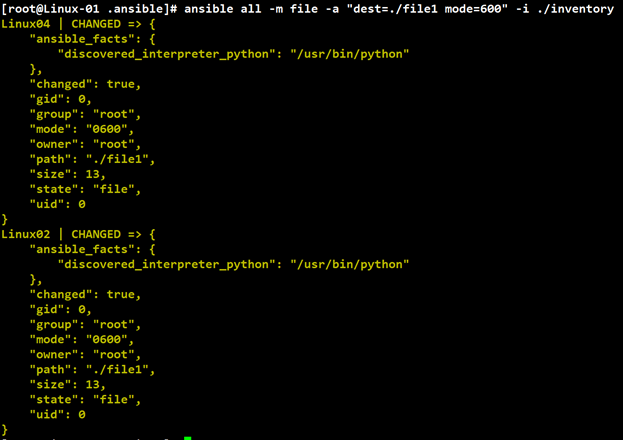 [root@Linux-01 .ansible]# ansible all -m file -a "dest=./file1 mode=600" -i ./inventory
Linux04 | CHANGED => {
    "ansible_facts": {
        "discovered_interpreter_python": "/usr/bin/python"
    },
    "changed": true,
    "gid": 0,
    "group": "root",
    "mode": "0600",
    "owner": "root",
    "path": "./file1",
    "size": 13,
    "state": "file",
    "uid": 0
}
Linux02 | CHANGED => {
    "ansible_facts": {
        "discovered_interpreter_python": "/usr/bin/python"
    },
    "changed": true,
    "gid": 0,
    "group": "root",
    "mode": "0600",
    "owner": "root",
    "path": "./file1",
    "size": 13,
    "state": "file",
    "uid": 0
}